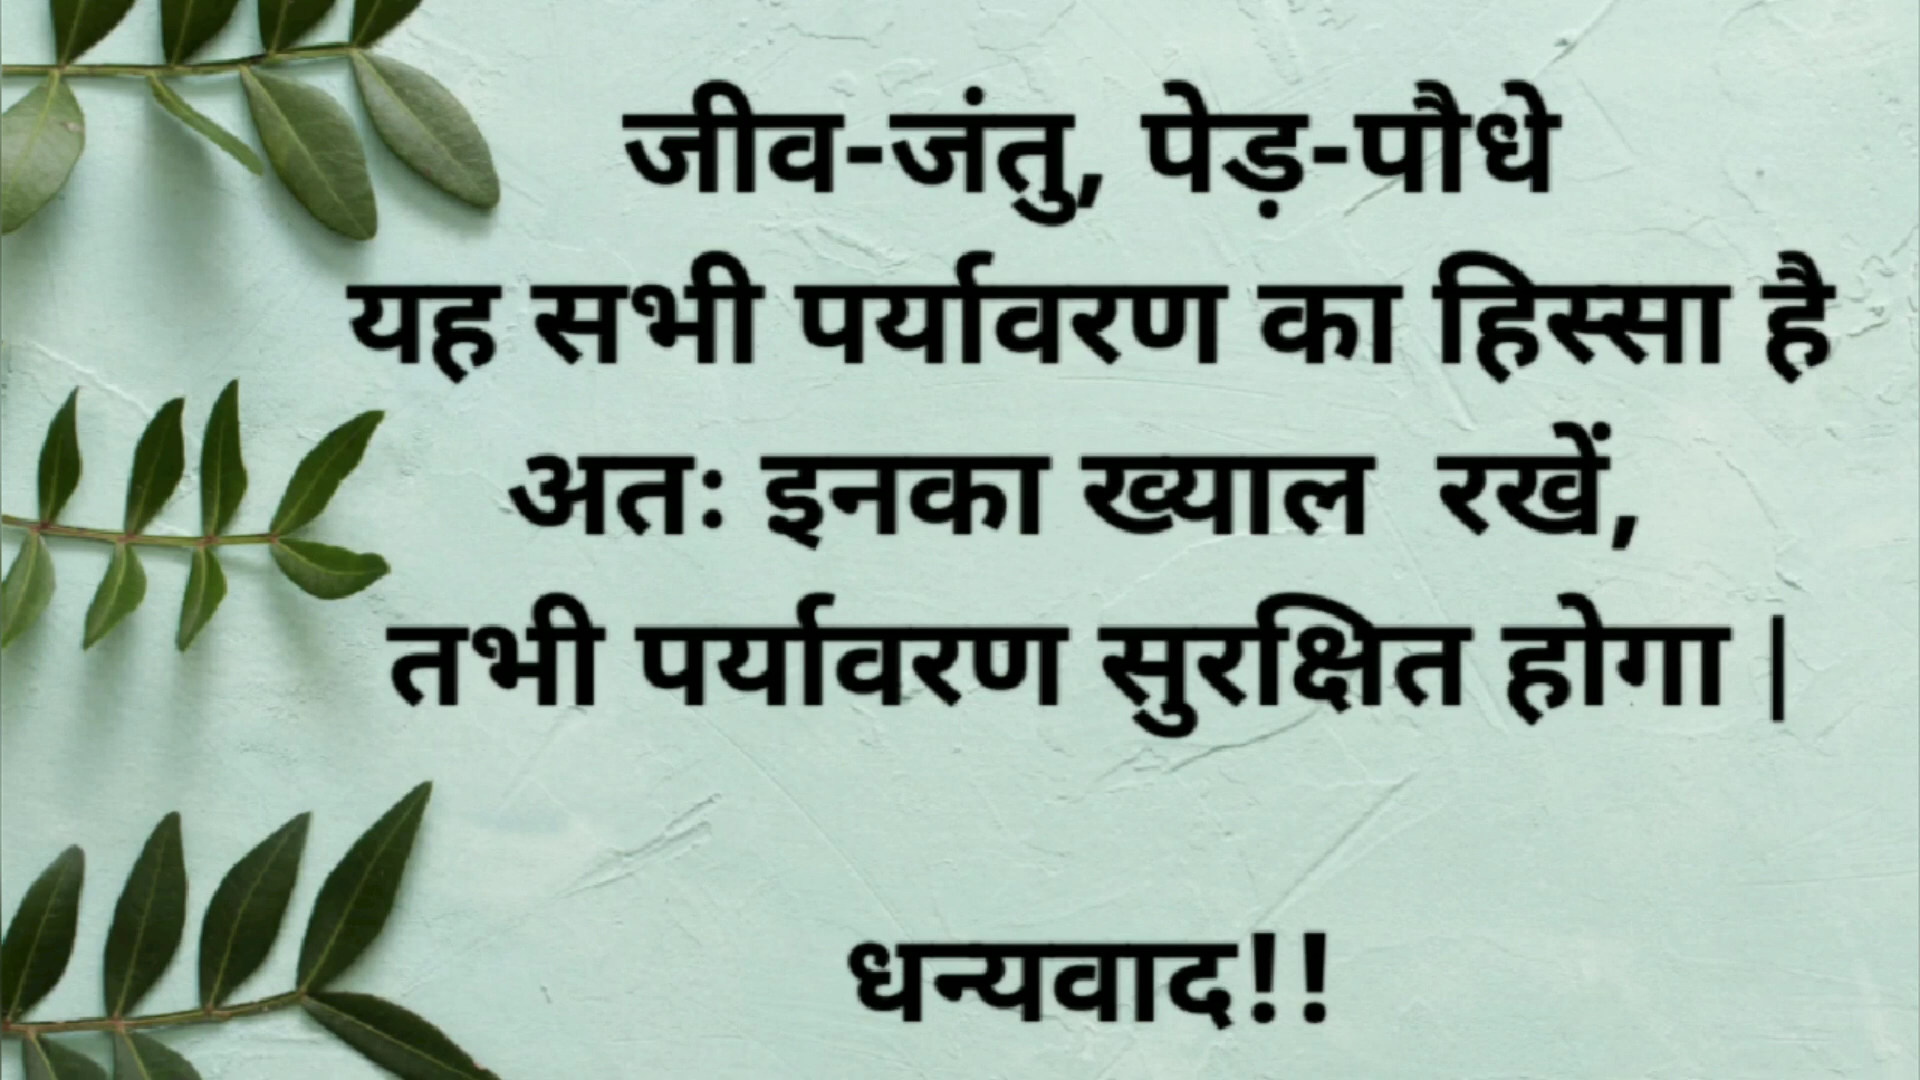 जीव-जंतु, पेड़-पौधे
यह सभी पर्यावरण का हिस्सा है
अतः इनका ख्याल  रखें,
तभी पर्यावरण सुरक्षित होगा |
धन्यवाद!!